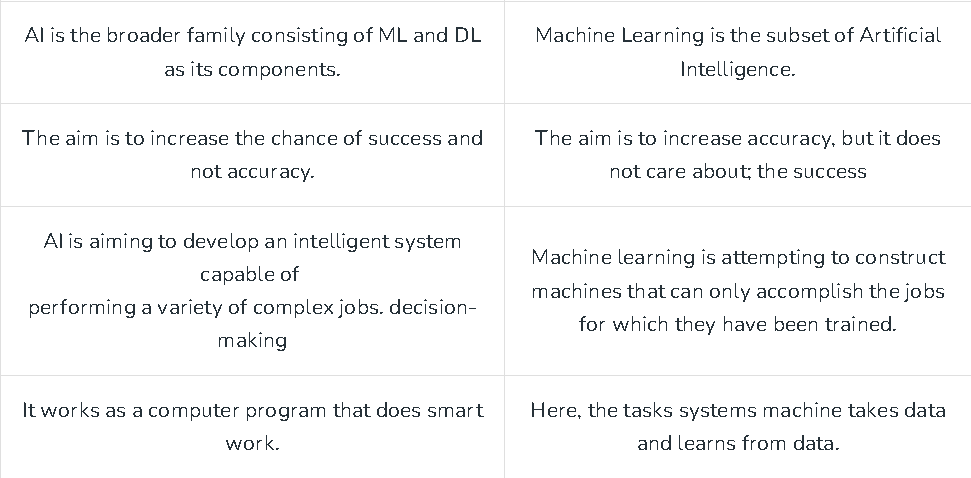 AI is the broader family consisting of ML and DL
as its components.
Machine Learning is the subset of Artificial
Intelligence.
The aim is to increase the chance of success and
not accuracy.
The aim is to increase accuracy, but it does
not care about; the success
AI is aiming to develop an intelligent system
capable of
performing a variety of complex jobs. decision-
making
Machine learning is attempting to construct
machines that can only accomplish the jobs
for which they have been trained.
It works as a computer program that does smart
work.
Here, the tasks systems machine takes data
and learns from data.